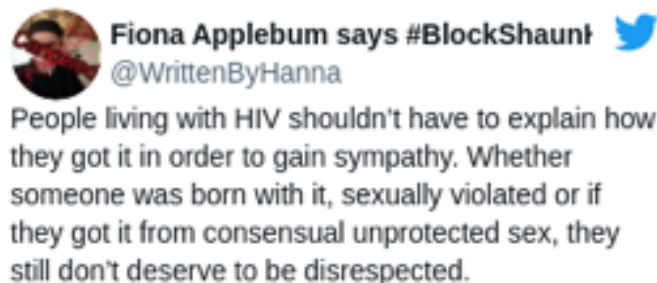 Fiona Applebum says #BlockShaun
@WrittenByHanna
People living with HIV shouldn't have to explain how
they got it in order to gain sympathy. Whether
someone was born with it, sexually violated or if
they got it from consensual unprotected sex, they
still don't deserve to be disrespected.